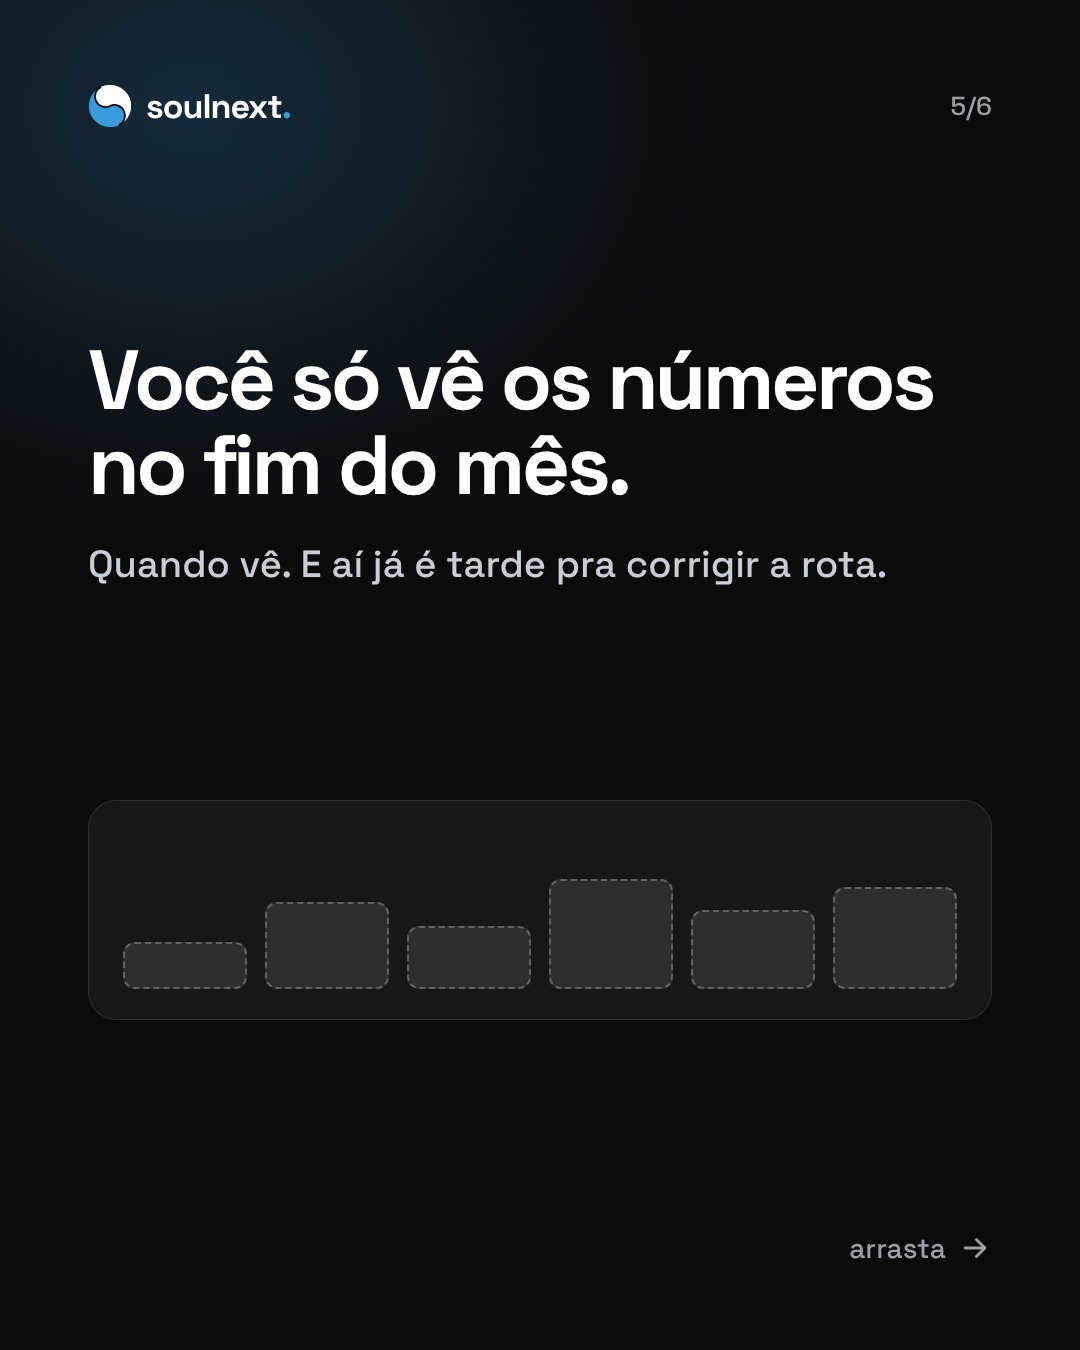 soulnext.
5/6
Você só vê os números
no fim do mês.
Quando vê. E aí já é tarde pra corrigir a rota.
arrasta →